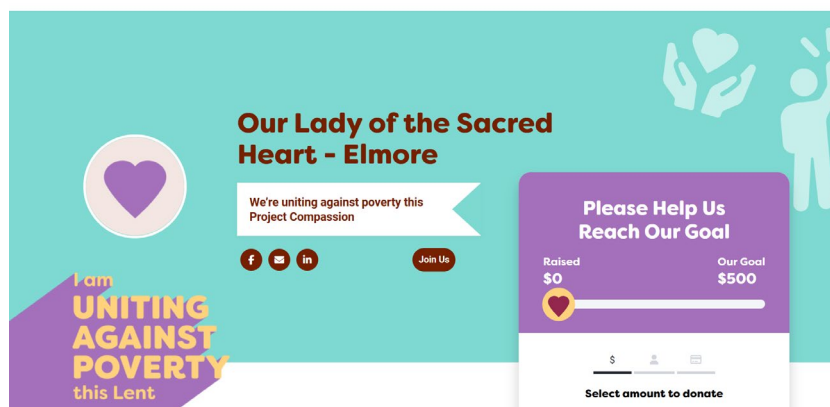 Our Lady of the Sacred
Heart - Elmore
We're uniting against poverty this
Project Compassion
Join Us
I am
UNITING
AGAINST
POVERTY
this Lent
Please Help Us
Reach Our Goal
Raised
$0
Our Goal
$500
$
Select amount to donate